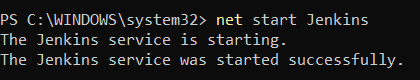 PS C:\WINDOWS\system32> net start Jenkins
The Jenkins service is starting.
The Jenkins service was started successfully.